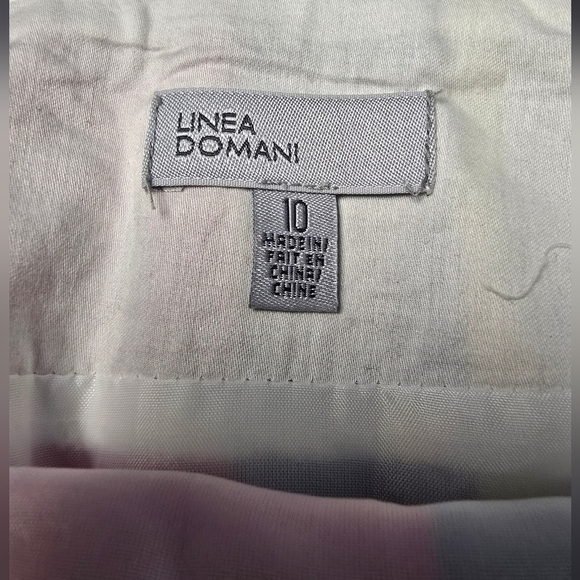 LINEA
DOMANI
10
MADE IN/
FAIT EN
CHINA/
CHINE